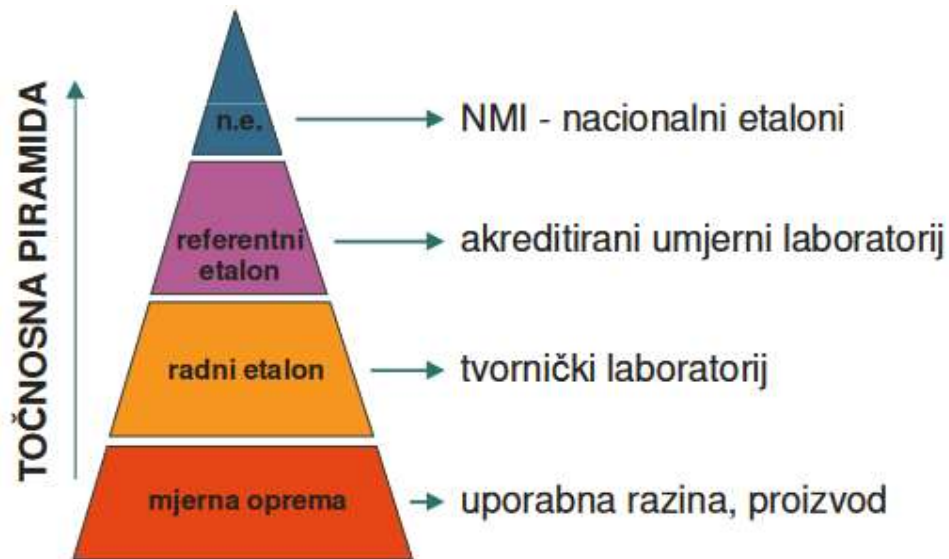 TOČNOSNA PIRAMIDA
n.e.
NMI - nacionalni etaloni
referentni
etalon
akreditirani umjerni laboratorij
radni etalon
tvornički laboratorij
mjerna oprema
uporabna razina, proizvod